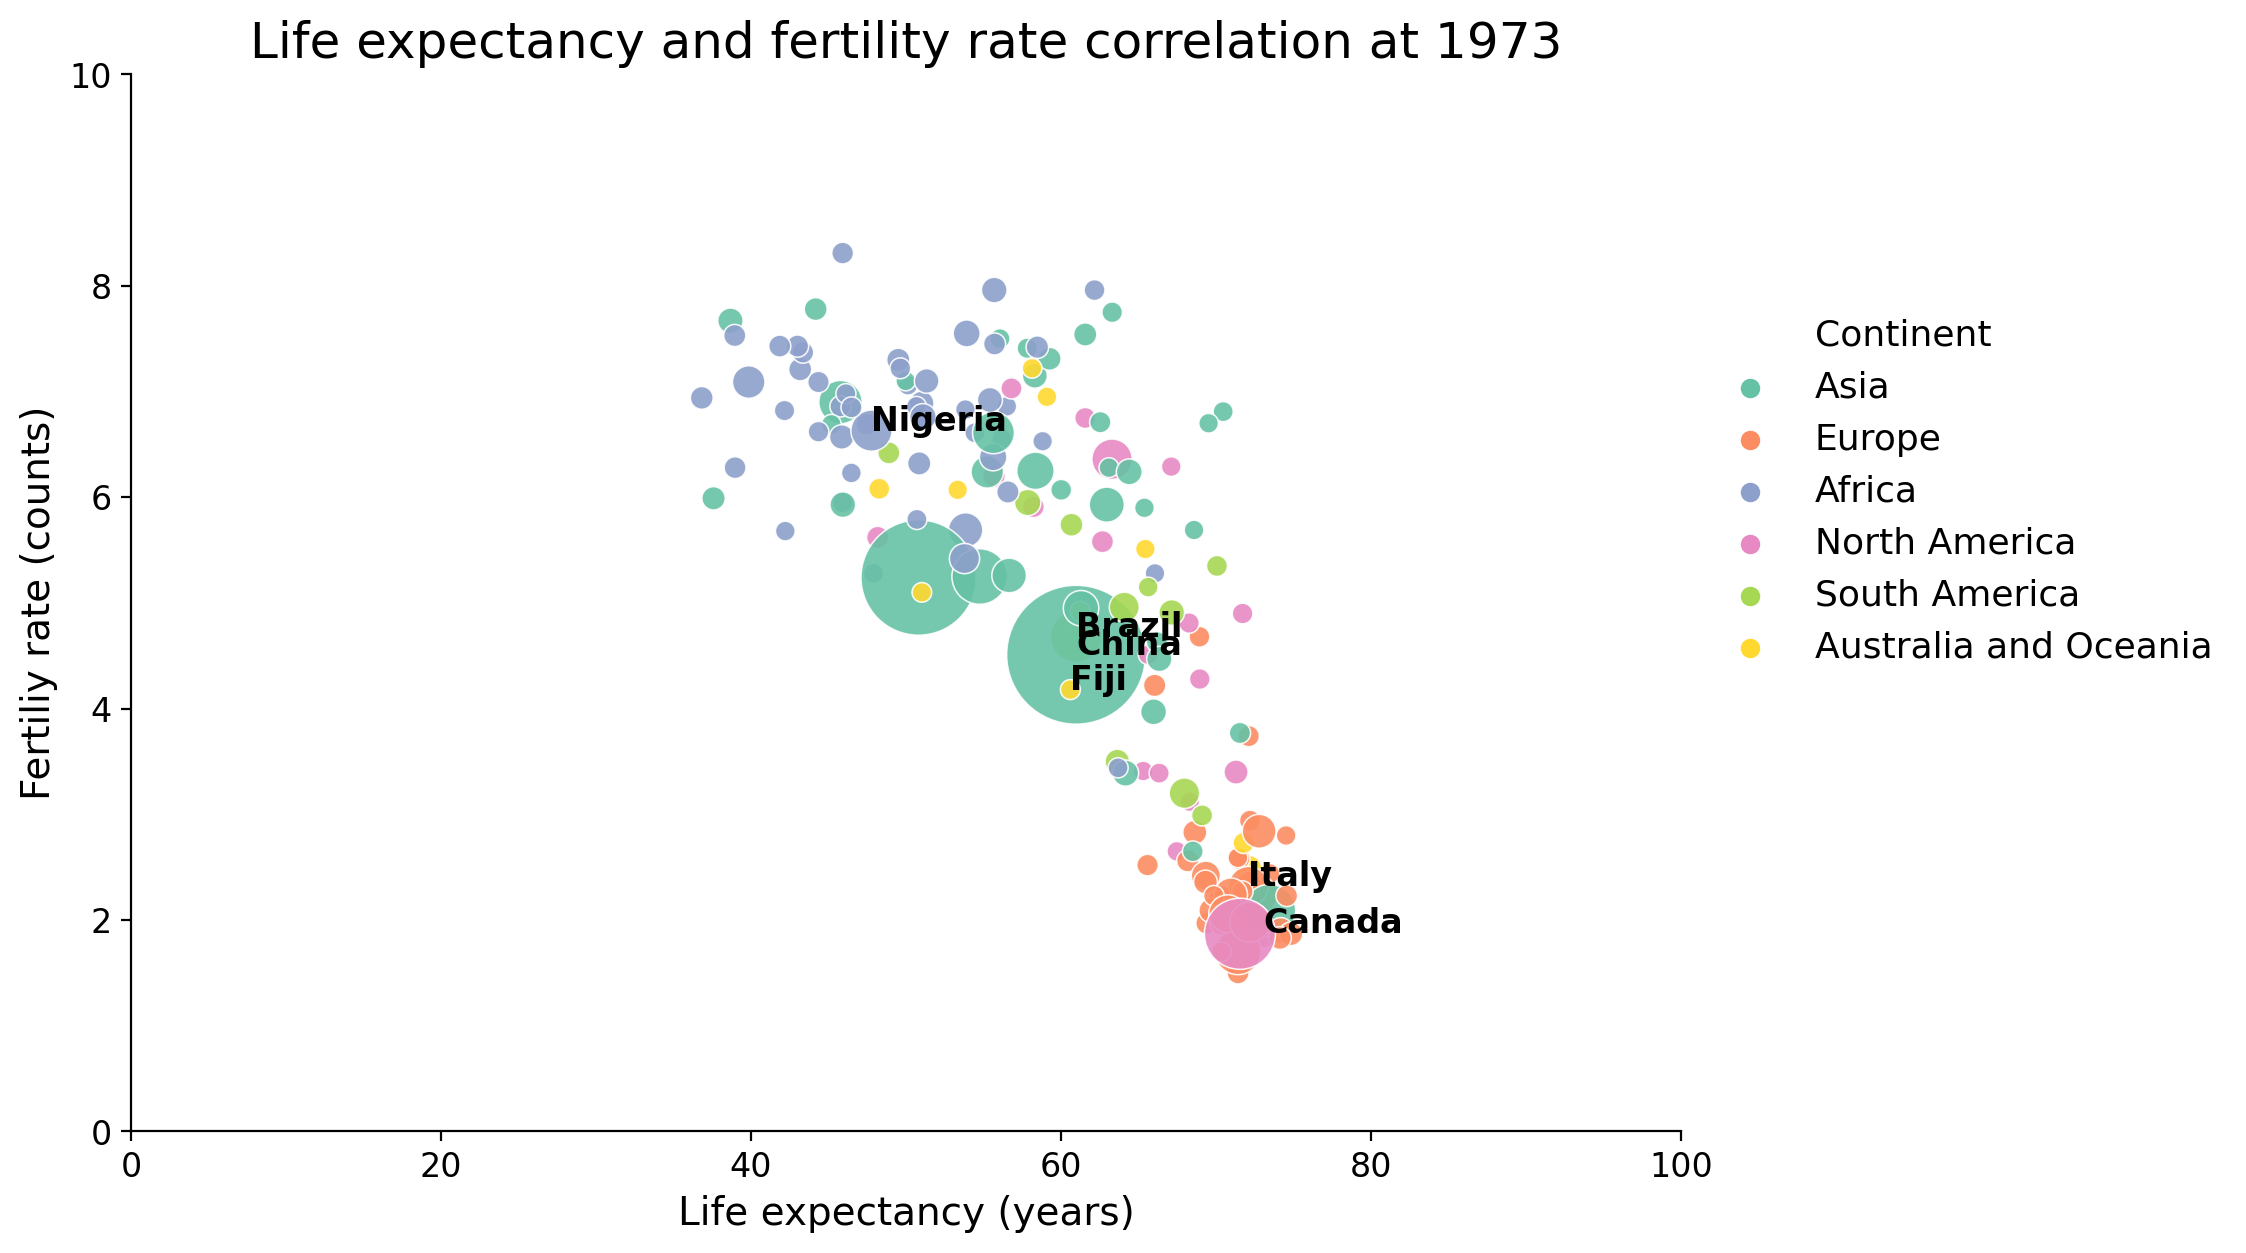 Life expectancy and fertility rate correlation at 1973
10
8
6
4
2
0
Fertiliy rate (counts)
0 20 40 60 80 100
Life expectancy (years)
Nigeria
Brazil
China
Fiji
Italy
Canada
Continent
Asia
Europe
Africa
North America
South America
Australia and Oceania